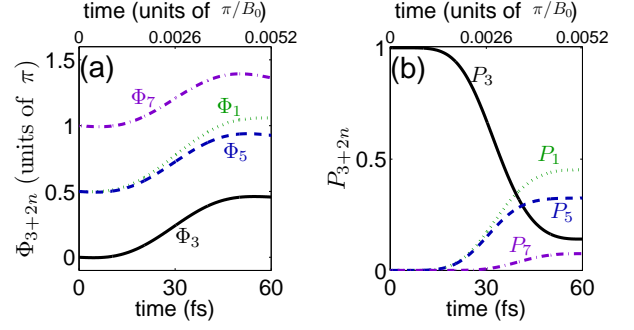 time (units of π/B₀)
0 0.0026 0.0052
(a)
Φ₇
Φ₁
Φ₅
Φ₃
1.5
1
0.5
0
Φ₃₊₂ₙ (units of π)
0 30 60
time (fs)
time (units of π/B₀)
0 0.0026 0.0052
(b)
P₃
P₁
P₅
P₇
1
0.5
0
P₃₊₂ₙ
0 30 60
time (fs)